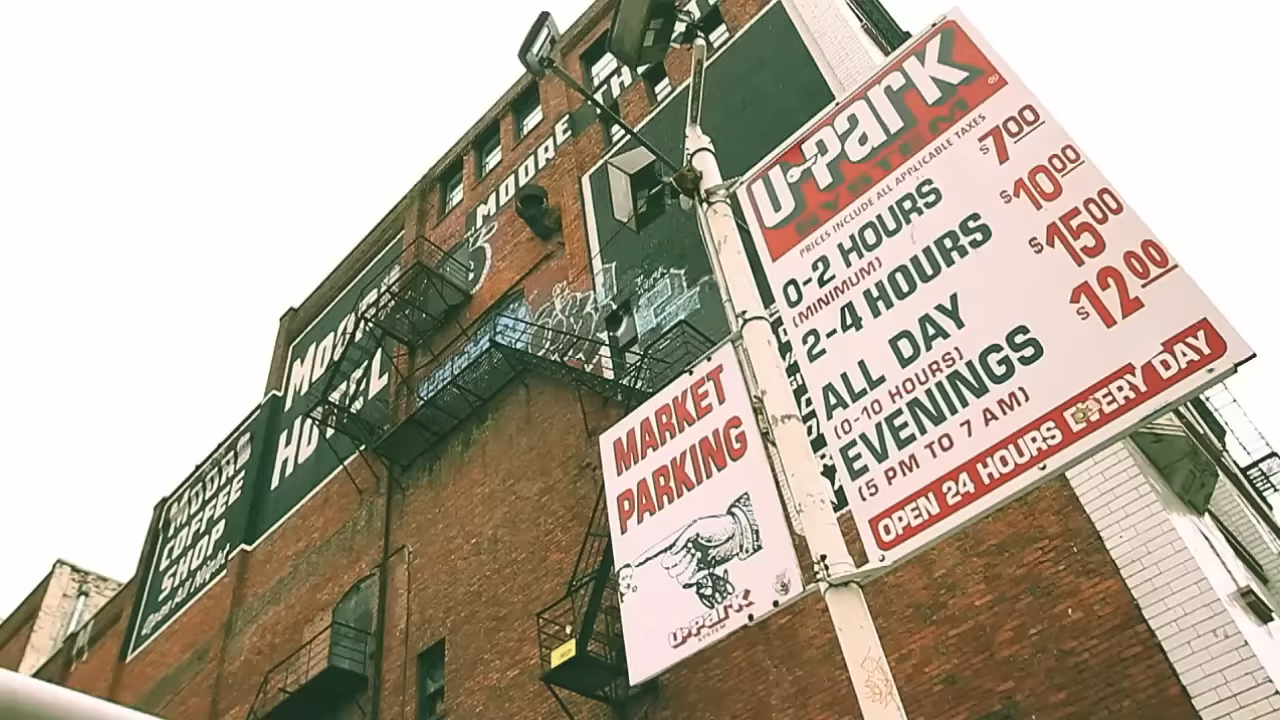 MOORE THE
MOORE
HOTEL
MOORE
COFFEE
SHOP
Open All Night
MARKET
PARKING
U-PARK
SYSTEM
U-PARK
SYSTEM
PRICES INCLUDE ALL APPLICABLE TAXES
0-2 HOURS $7.00
(MINIMUM)
2-4 HOURS $10.00
ALL DAY $15.00
(0-10 HOURS)
EVENINGS $12.00
(5 PM TO 7 AM)
OPEN 24 HOURS EVERY DAY